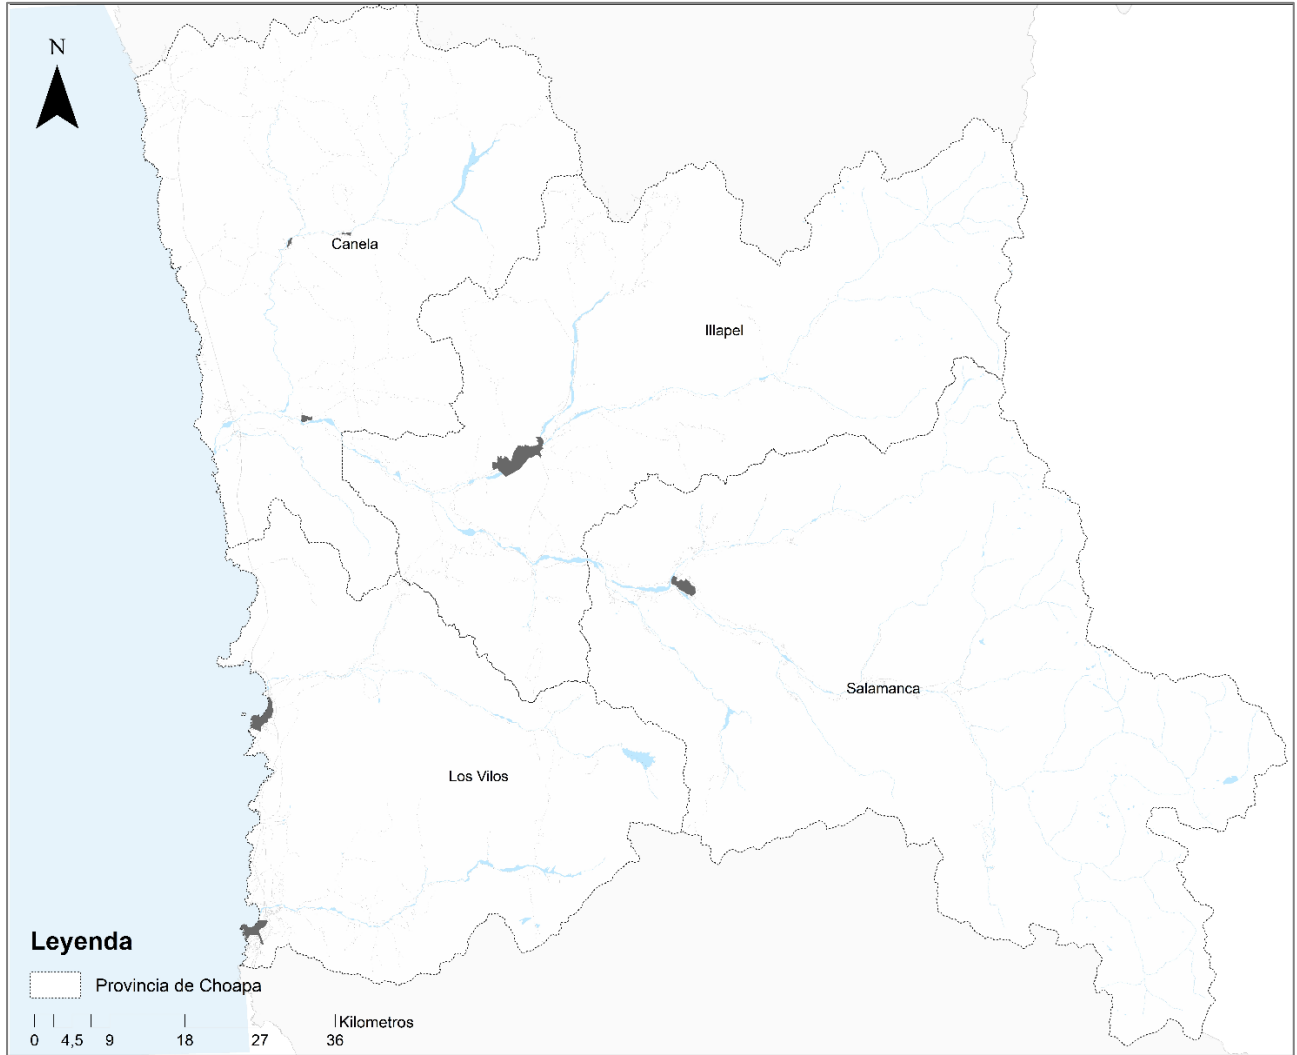 N
Canela
Illapel
Salamanca
Los Vilos
Leyenda
Provincia de Choapa
Kilometros
0 4,5 9 18 27 36